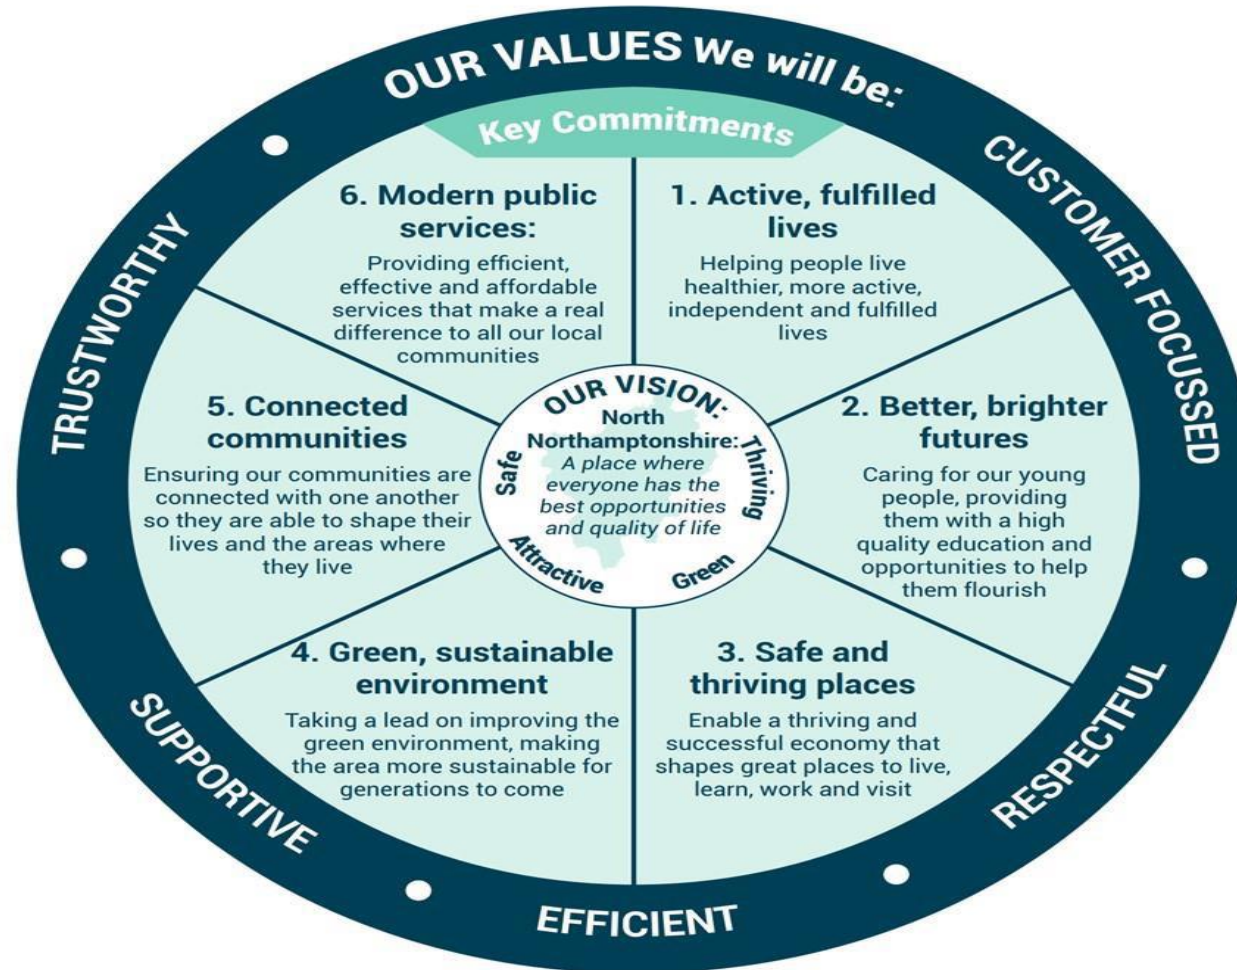 OUR VALUES We will be:
CUSTOMER FOCUSSED
RESPECTFUL
EFFICIENT
SUPPORTIVE
TRUSTWORTHY
Key Commitments
1. Active, fulfilled
lives
Helping people live
healthier, more active,
independent and fulfilled
lives
2. Better, brighter
futures
Caring for our young
people, providing
them with a high
quality education and
opportunities to help
them flourish
3. Safe and
thriving places
Enable a thriving and
successful economy that
shapes great places to live,
learn, work and visit
4. Green, sustainable
environment
Taking a lead on improving the
green environment, making
the area more sustainable for
generations to come
5. Connected
communities
Ensuring our communities are
connected with one another
so they are able to shape their
lives and the areas where
they live
6. Modern public
services:
Providing efficient,
effective and affordable
services that make a real
difference to all our local
communities
OUR VISION:
North
Northamptonshire:
A place where
everyone has the
best opportunities
and quality of life
Safe
Attractive
Green
Thriving